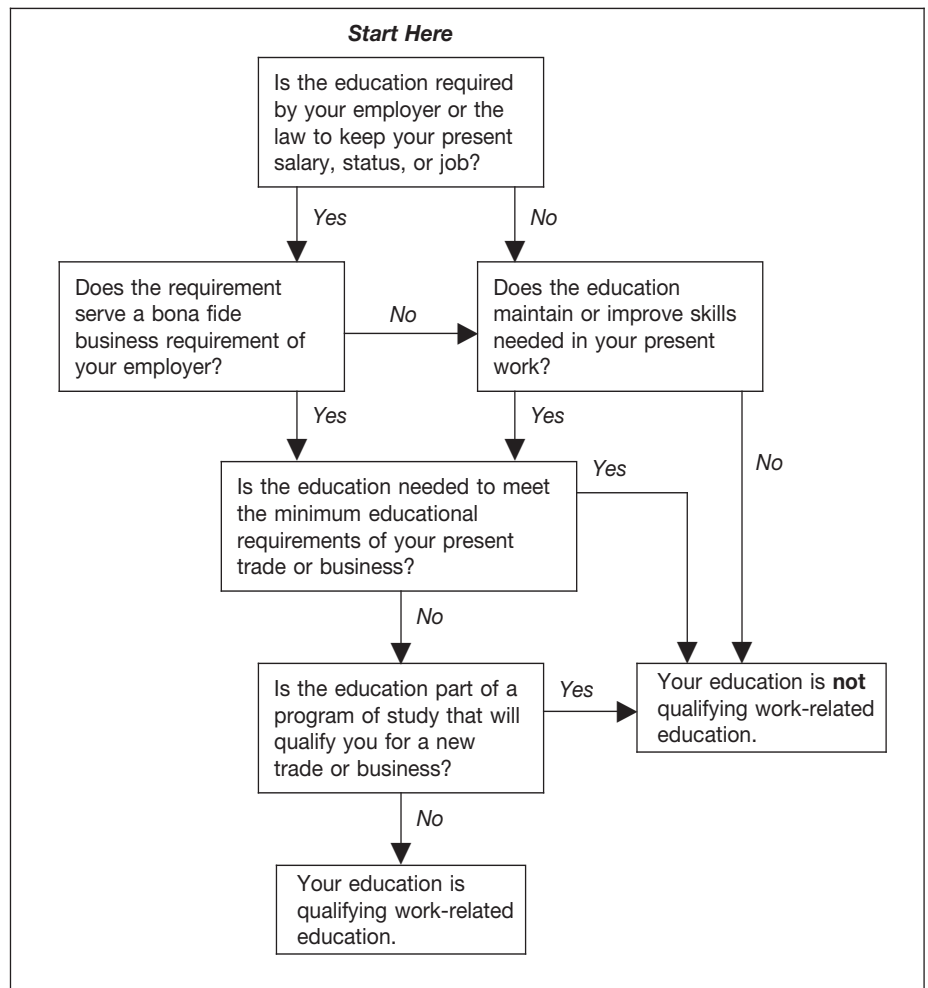 Start Here
Is the education required
by your employer or the
law to keep your present
salary, status, or job?
Yes
No
Does the requirement
serve a bona fide
business requirement of
your employer?
No
Does the education
maintain or improve skills
needed in your present
work?
Yes
Yes
No
Is the education needed to meet
the minimum educational
requirements of your present
trade or business?
Yes
No
Is the education part of a
program of study that will
qualify you for a new
trade or business?
Yes
Your education is not
qualifying work-related
education.
No
Your education is
qualifying work-related
education.